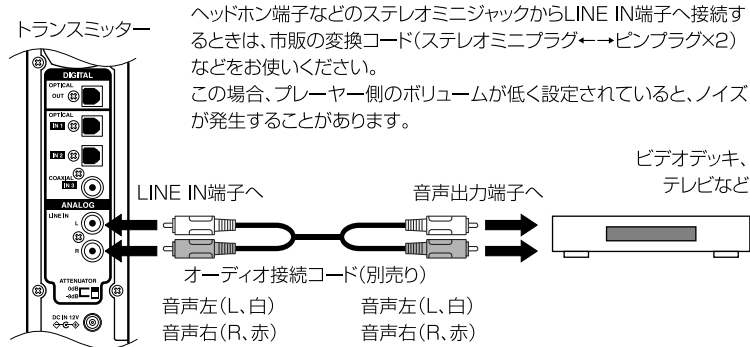 トランスミッター
ヘッドホン端子などのステレオミニジャックからLINE IN端子へ接続す
るときは、市販の変換コード(ステレオミニプラグ←→ピンプラグ×2)
などをお使いください。
この場合、プレーヤー側のボリュームが低く設定されていると、ノイズ
が発生することがあります。
DIGITAL
OPTICAL
OUT
OPTICAL
IN 1
IN 2
COAXIAL
IN 3
ANALOG
LINE IN
L
R
ATTENUATOR
0dB
-8dB
DC IN 12V
LINE IN端子へ
音声出力端子へ
ビデオデッキ、
テレビなど
オーディオ接続コード(別売り)
音声左(L、白)
音声右(R、赤)
音声左(L、白)
音声右(R、赤)